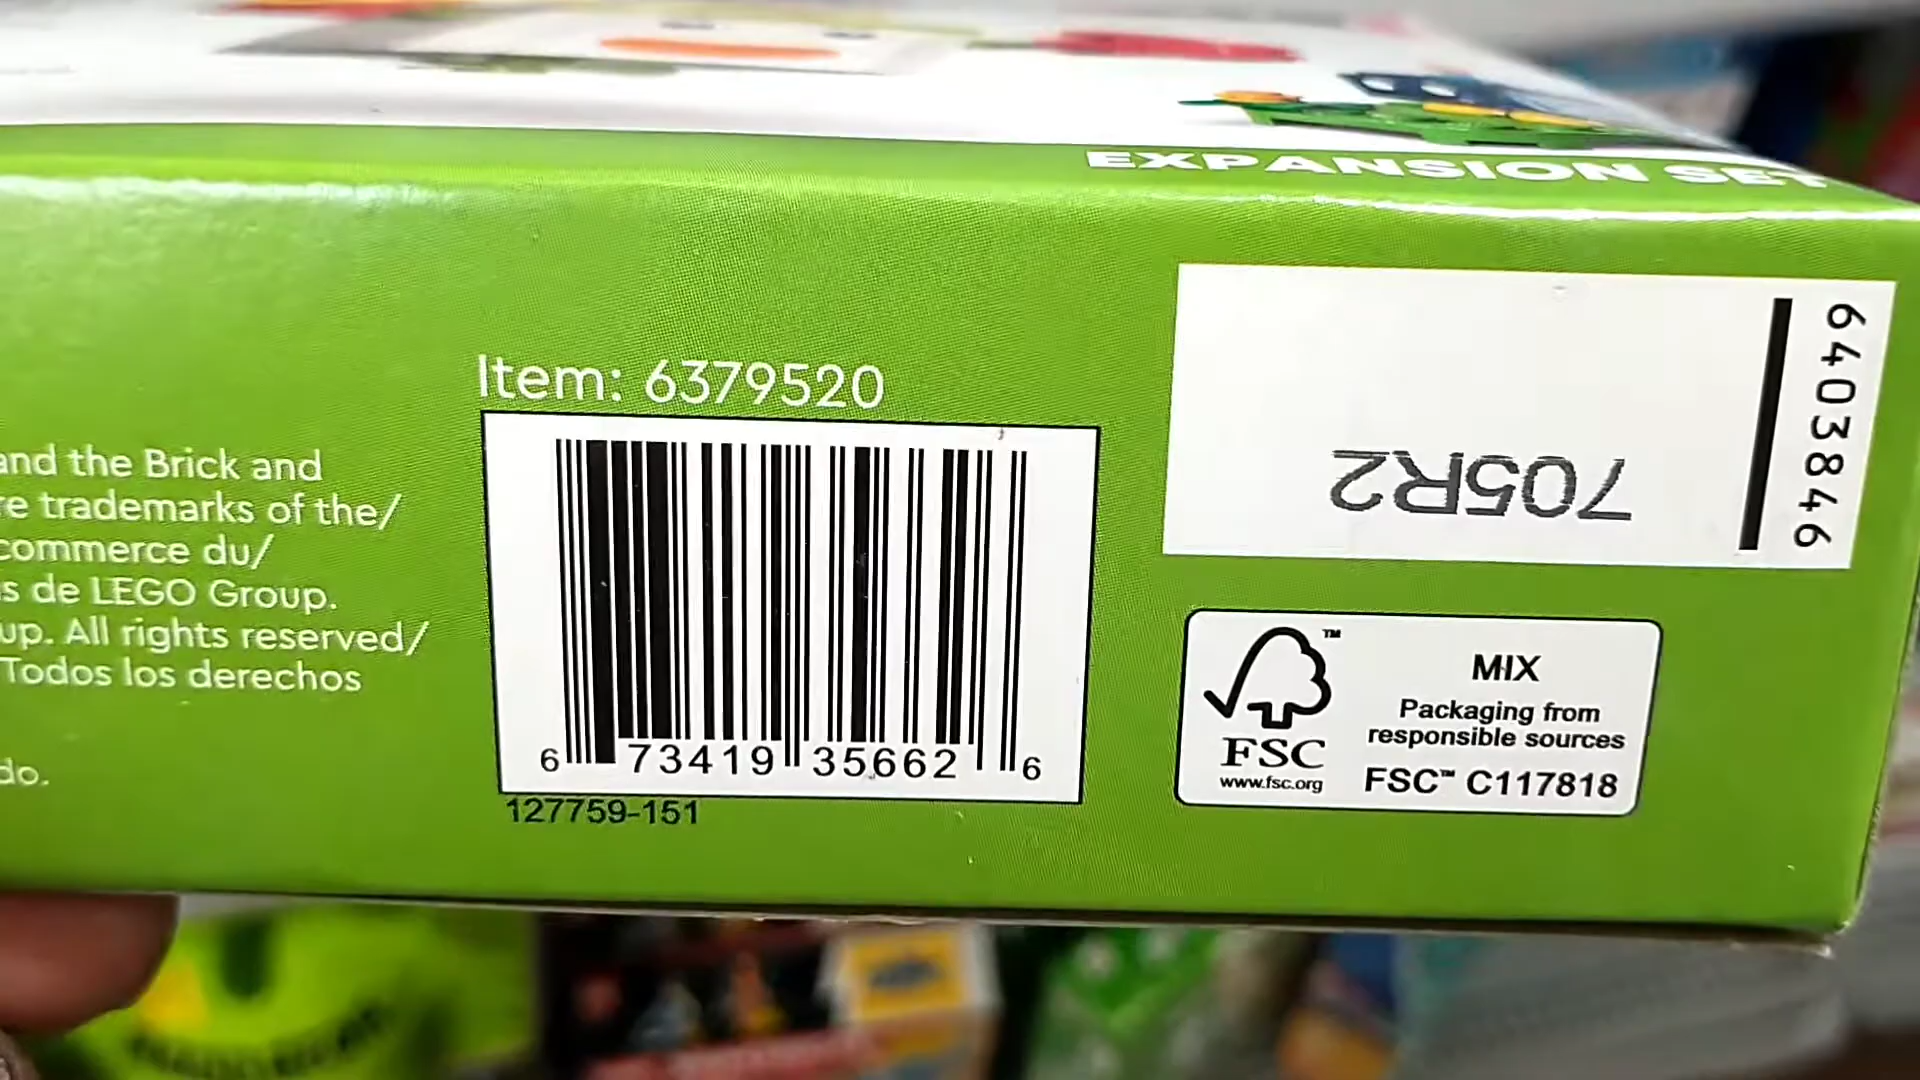 EXPANSION SET
Item: 6379520
6 73419 35662 6
127759-151
and the Brick and
re trademarks of the/
commerce du/
s de LEGO Group.
up. All rights reserved/
Todos los derechos
do.
705R2
6403846
™
FSC
www.fsc.org
MIX
Packaging from
responsible sources
FSC™ C117818